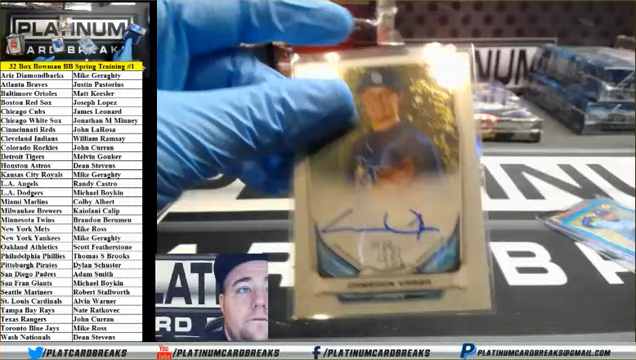 PLATINUM
CARD BREAKS
32 Box Bowman BB Spring Training #1
Ariz Diamondbacks Mike Geraghty
Atlanta Braves Justin Pastorius
Baltimore Orioles Matt Keesler
Boston Red Sox Joseph Lopez
Chicago Cubs James Leonard
Chicago White Sox Jonathan M Minney
Cincinnati Reds John LaRosa
Cleveland Indians William Ramsay
Colorado Rockies John Curran
Detroit Tigers Melvin Gouker
Houston Astros Dean Stevens
Kansas City Royals Mike Geraghty
L.A. Angels Randy Castro
L.A. Dodgers Michael Boykin
Miami Marlins Colby Albert
Milwaukee Brewers Kaiolani Calip
Minnesota Twins Brandon Berumen
New York Mets Mike Ross
New York Yankees Mike Geraghty
Oakland Athletics Scott Featherstone
Philadelphia Phillies Thomas S Brooks
Pittsburgh Pirates Dylan Schuster
San Diego Padres Adam Smith
San Fran Giants Michael Boykin
Seattle Mariners Robert Stallworth
St. Louis Cardinals Alvin Warner
Tampa Bay Rays Nate Ratkovec
Texas Rangers John Curran
Toronto Blue Jays Mike Ross
Wash Nationals Dean Stevens
/PLATCARDBREAKS
You Tube /PLATINUMCARDBREAKS
/PLATINUMCARDBREAKS
PLATINUMCARDBREAKS@GMAIL.COM